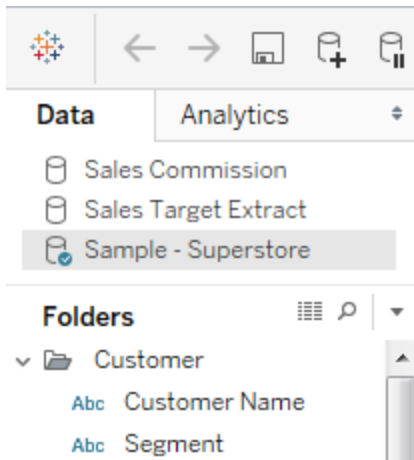 Data Analytics
Sales Commission
Sales Target Extract
Sample - Superstore
Folders
Customer
Abc Customer Name
Abc Segment